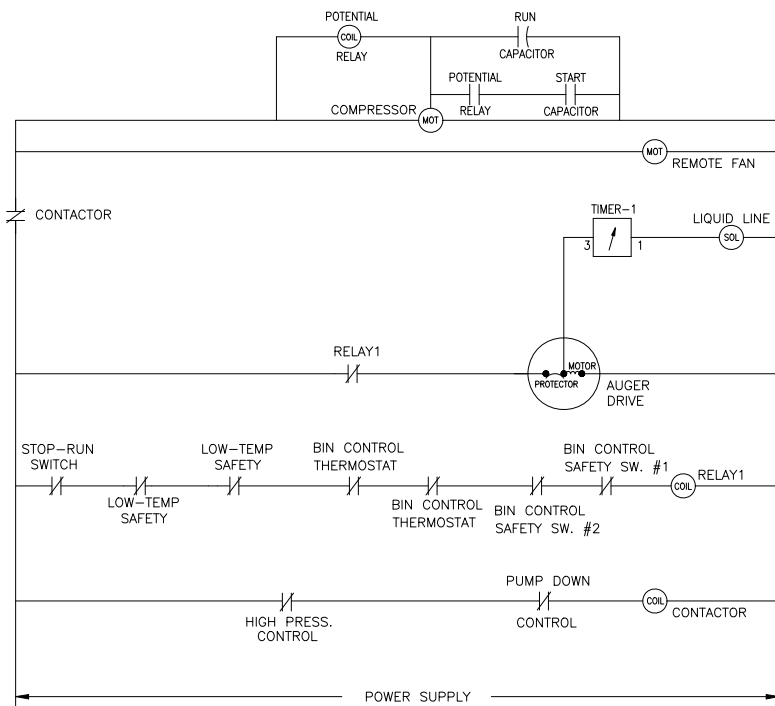 POTENTIAL
COIL
RELAY
RUN
CAPACITOR
POTENTIAL
RELAY
START
CAPACITOR
COMPRESSOR
MOT
MOT
REMOTE FAN
CONTACTOR
TIMER-1
3
1
LIQUID LINE
SOL
RELAY1
MOTOR
PROTECTOR
AUGER
DRIVE
STOP-RUN
SWITCH
LOW-TEMP
SAFETY
LOW-TEMP
SAFETY
BIN CONTROL
THERMOSTAT
BIN CONTROL
THERMOSTAT
BIN CONTROL
SAFETY SW. #2
BIN CONTROL
SAFETY SW. #1
COIL
RELAY1
HIGH PRESS.
CONTROL
PUMP DOWN
CONTROL
COIL
CONTACTOR
POWER SUPPLY